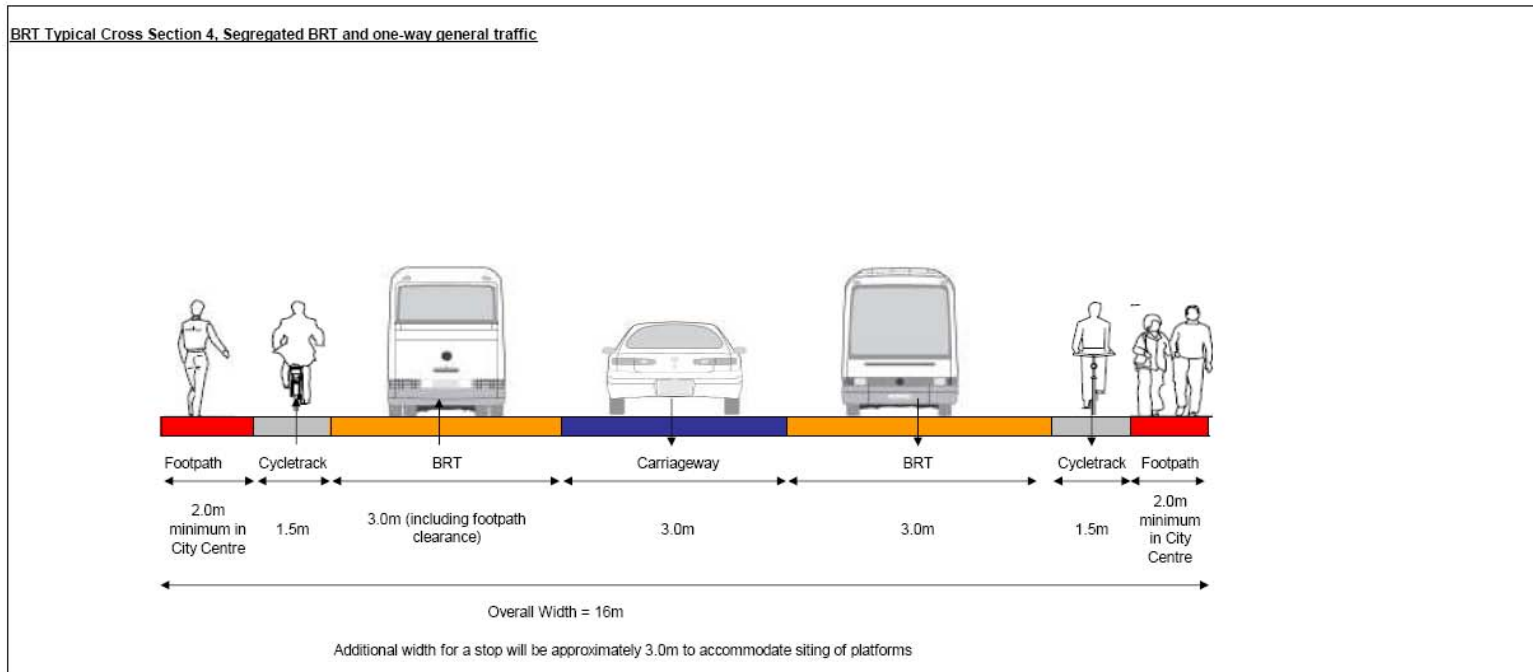 BRT Typical Cross Section 4, Segregated BRT and one-way general traffic
Footpath
Cycletrack
BRT
Carriageway
BRT
Cycletrack
Footpath
2.0m
minimum in
City Centre
1.5m
3.0m (including footpath
clearance)
3.0m
3.0m
1.5m
2.0m
minimum
in City
Centre
Overall Width = 16m
Additional width for a stop will be approximately 3.0m to accommodate siting of platforms